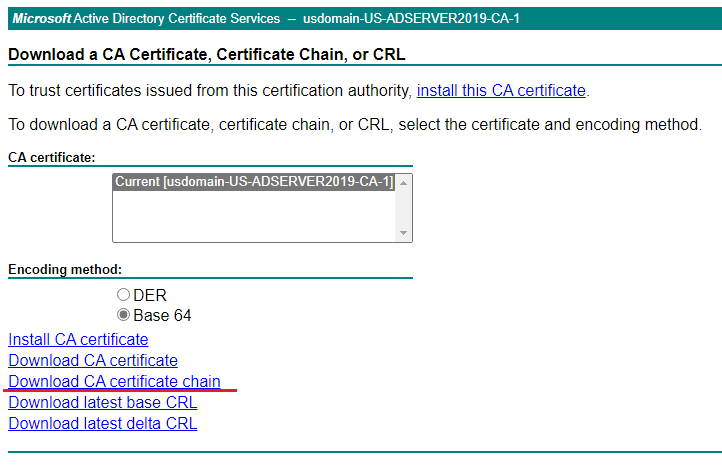 Microsoft Active Directory Certificate Services -- usdomain-US-ADSERVER2019-CA-1
Download a CA Certificate, Certificate Chain, or CRL
To trust certificates issued from this certification authority, install this CA certificate.
To download a CA certificate, certificate chain, or CRL, select the certificate and encoding method.
CA certificate:
Current [usdomain-US-ADSERVER2019-CA-1]
Encoding method:
DER
Base 64
Install CA certificate
Download CA certificate
Download CA certificate chain
Download latest base CRL
Download latest delta CRL